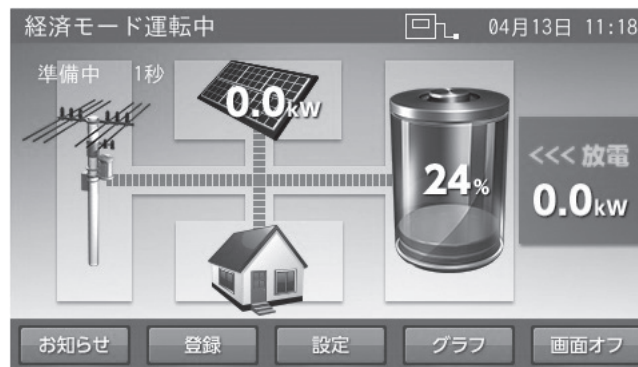 経済モード運転中 04月13日 11:18
準備中 1秒
0.0kW
24%
<<< 放電
0.0kW
お知らせ 登録 設定 グラフ 画面オフ